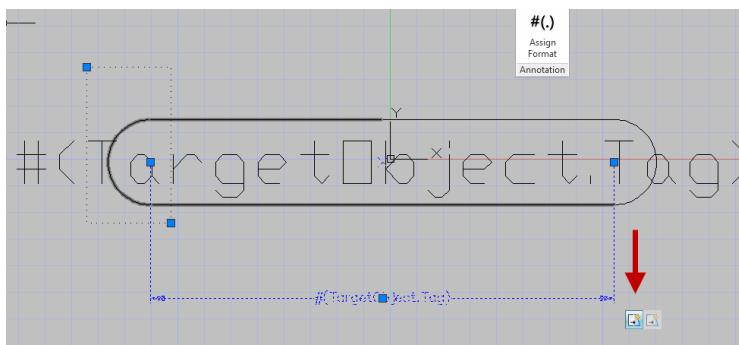 #(.)
Assign
Format
Annotation
Y
X
#(TargetObject.Tag)
#(TargetObject.Tag)